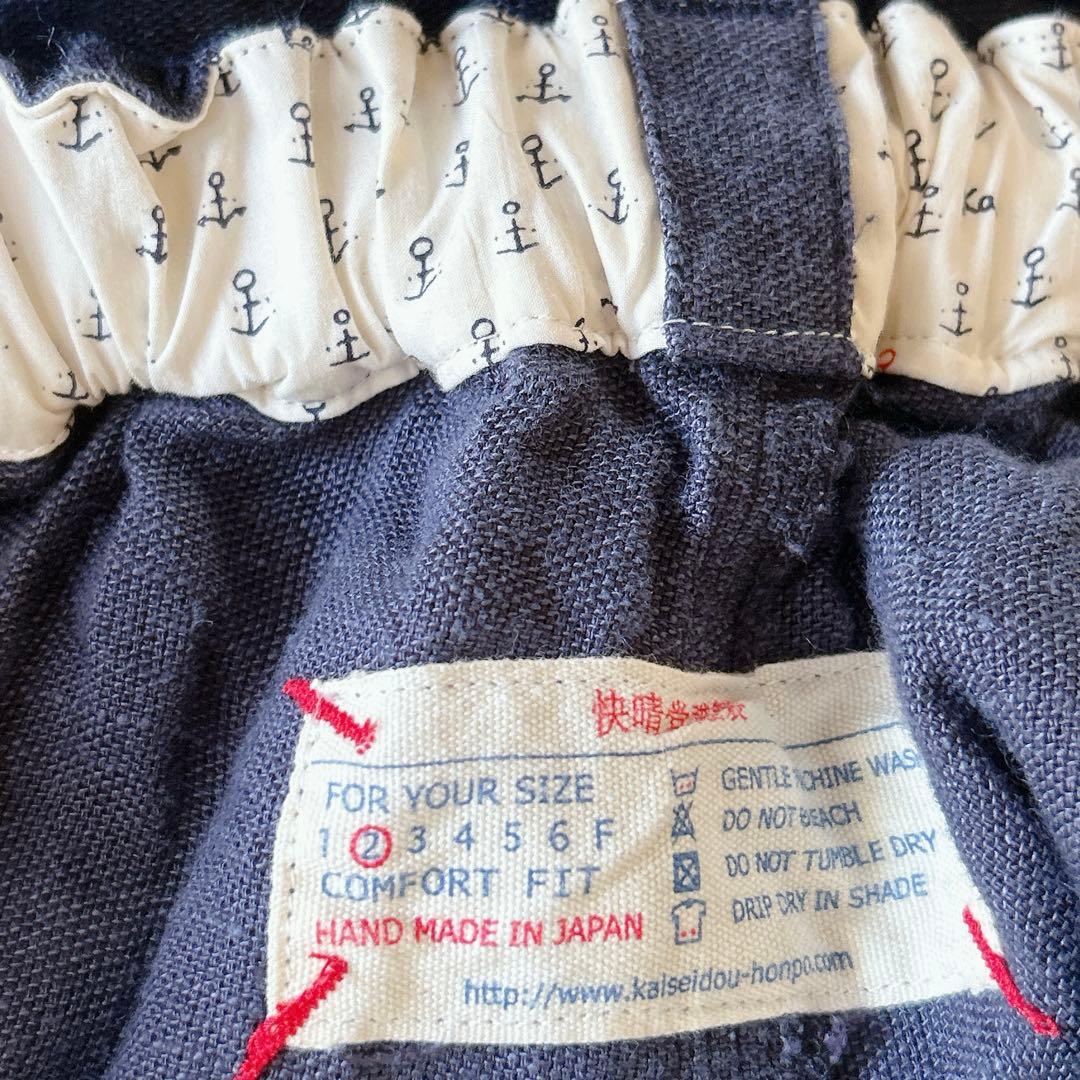 快晴堂
FOR YOUR SIZE
1 2 3 4 5 6 F
COMFORT FIT
HAND MADE IN JAPAN
GENTLE WAS
DO NOT BEACH
DO NOT TUMBLE DRY
DRIP DRY IN SHADE
http://www.kaiseidou-honpo.com